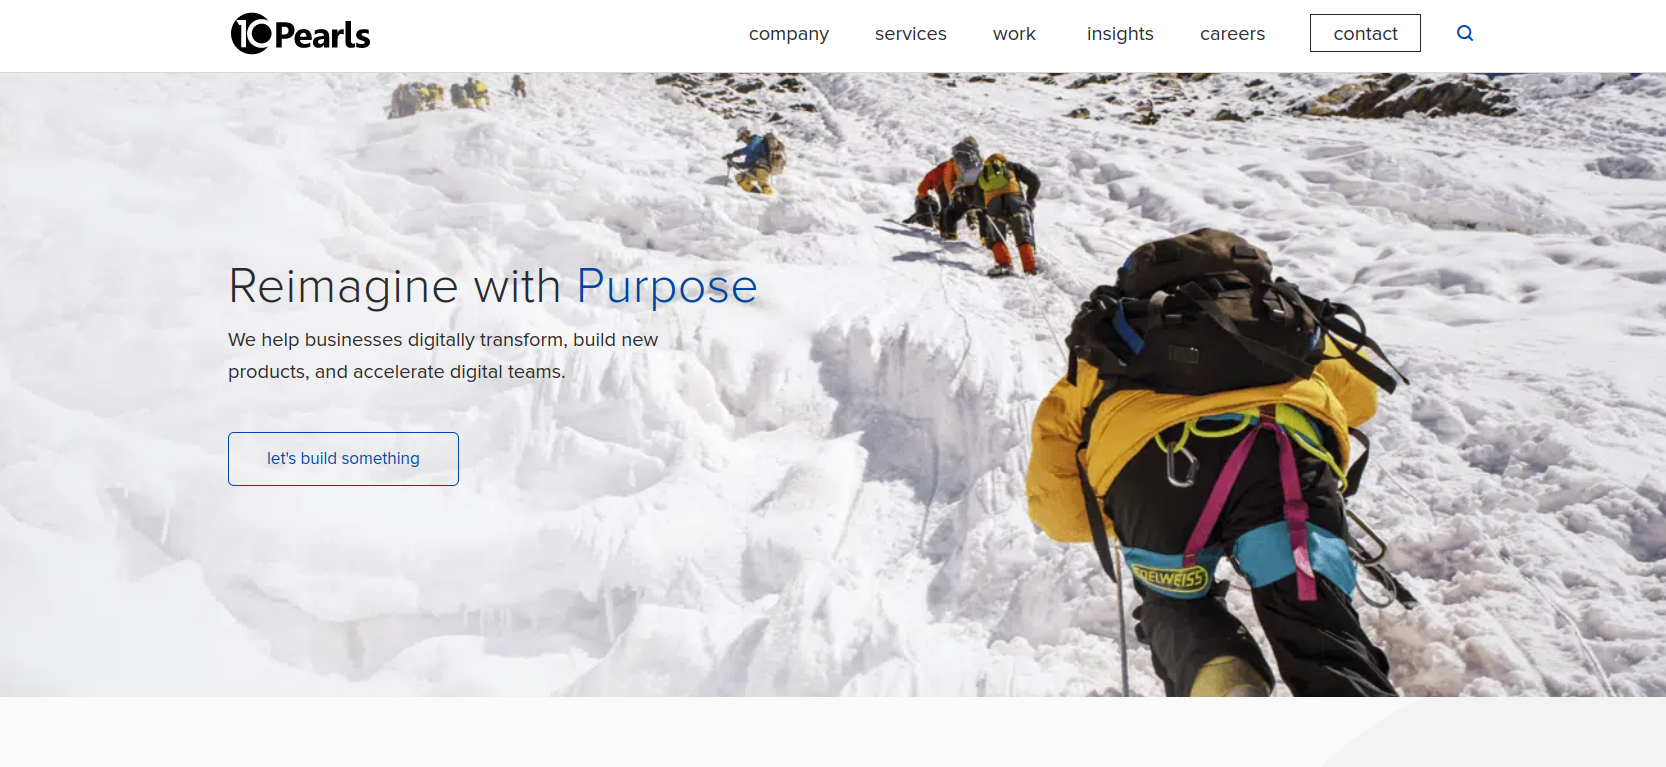 10Pearls
company services work insights careers contact
Reimagine with Purpose
We help businesses digitally transform, build new
products, and accelerate digital teams.
let's build something
EDELWEISS